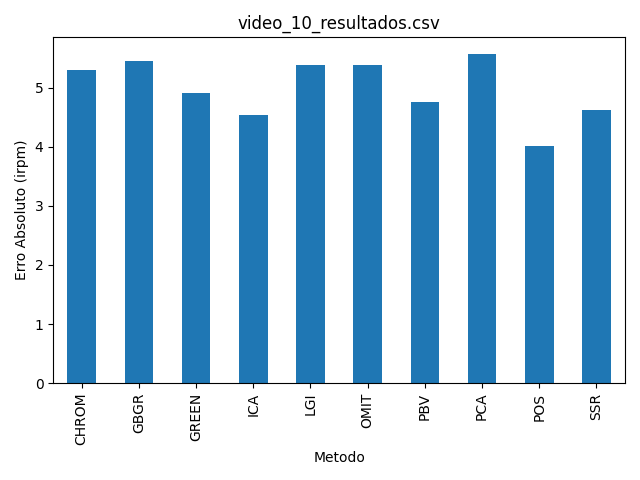 video_10_resultados.csv
Erro Absoluto (irpm)
5
4
3
2
1
0
CHROM
GBGR
GREEN
ICA
LGI
OMIT
PBV
PCA
POS
SSR
Metodo